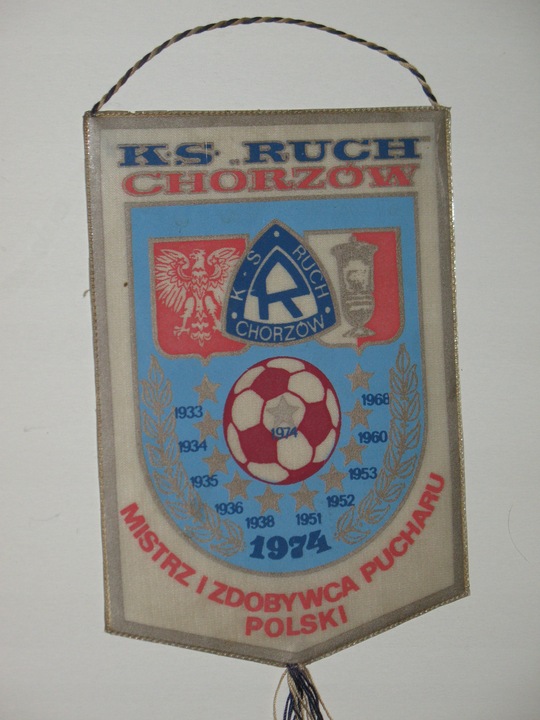 K.S. „RUCH”
CHORZÓW
K·S RUCH
CHORZÓW
R
1933
1968
1974
1934
1960
1935
1953
1936
1952
1938
1951
1974
MISTRZ I ZDOBYWCA PUCHARU
POLSKI